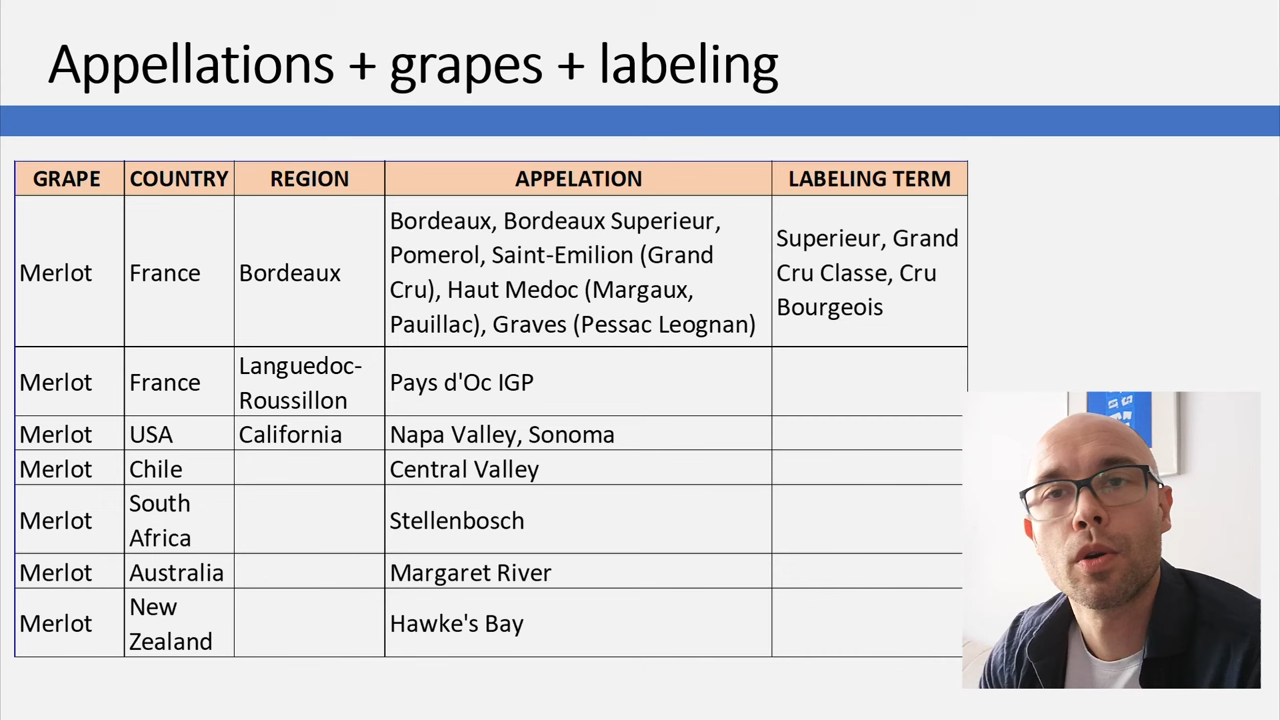 Appellations + grapes + labeling
GRAPE COUNTRY REGION APPELATION LABELING TERM
Merlot France Bordeaux Bordeaux, Bordeaux Superieur,
Pomerol, Saint-Emilion (Grand
Cru), Haut Medoc (Margaux,
Pauillac), Graves (Pessac Leognan)
Superieur, Grand
Cru Classe, Cru
Bourgeois
Merlot France Languedoc-
Roussillon
Pays d'Oc IGP
Merlot USA California Napa Valley, Sonoma
Merlot Chile Central Valley
Merlot South
Africa
Stellenbosch
Merlot Australia Margaret River
Merlot New
Zealand
Hawke's Bay